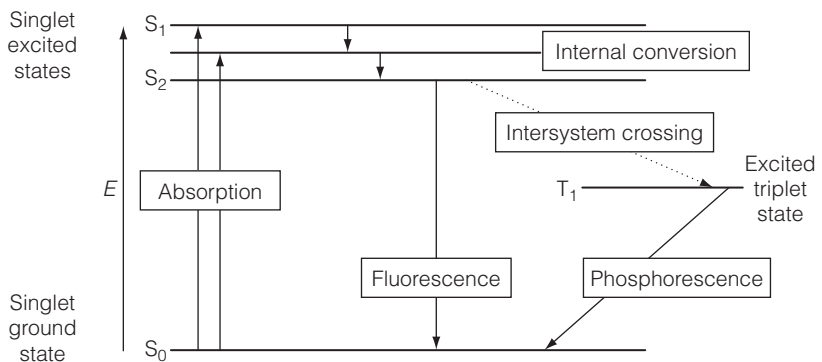 Singlet
excited
states
S1
Internal conversion
S2
Intersystem crossing
Excited
triplet
state
T1
E
Absorption
Fluorescence
Phosphorescence
Singlet
ground
state
S0